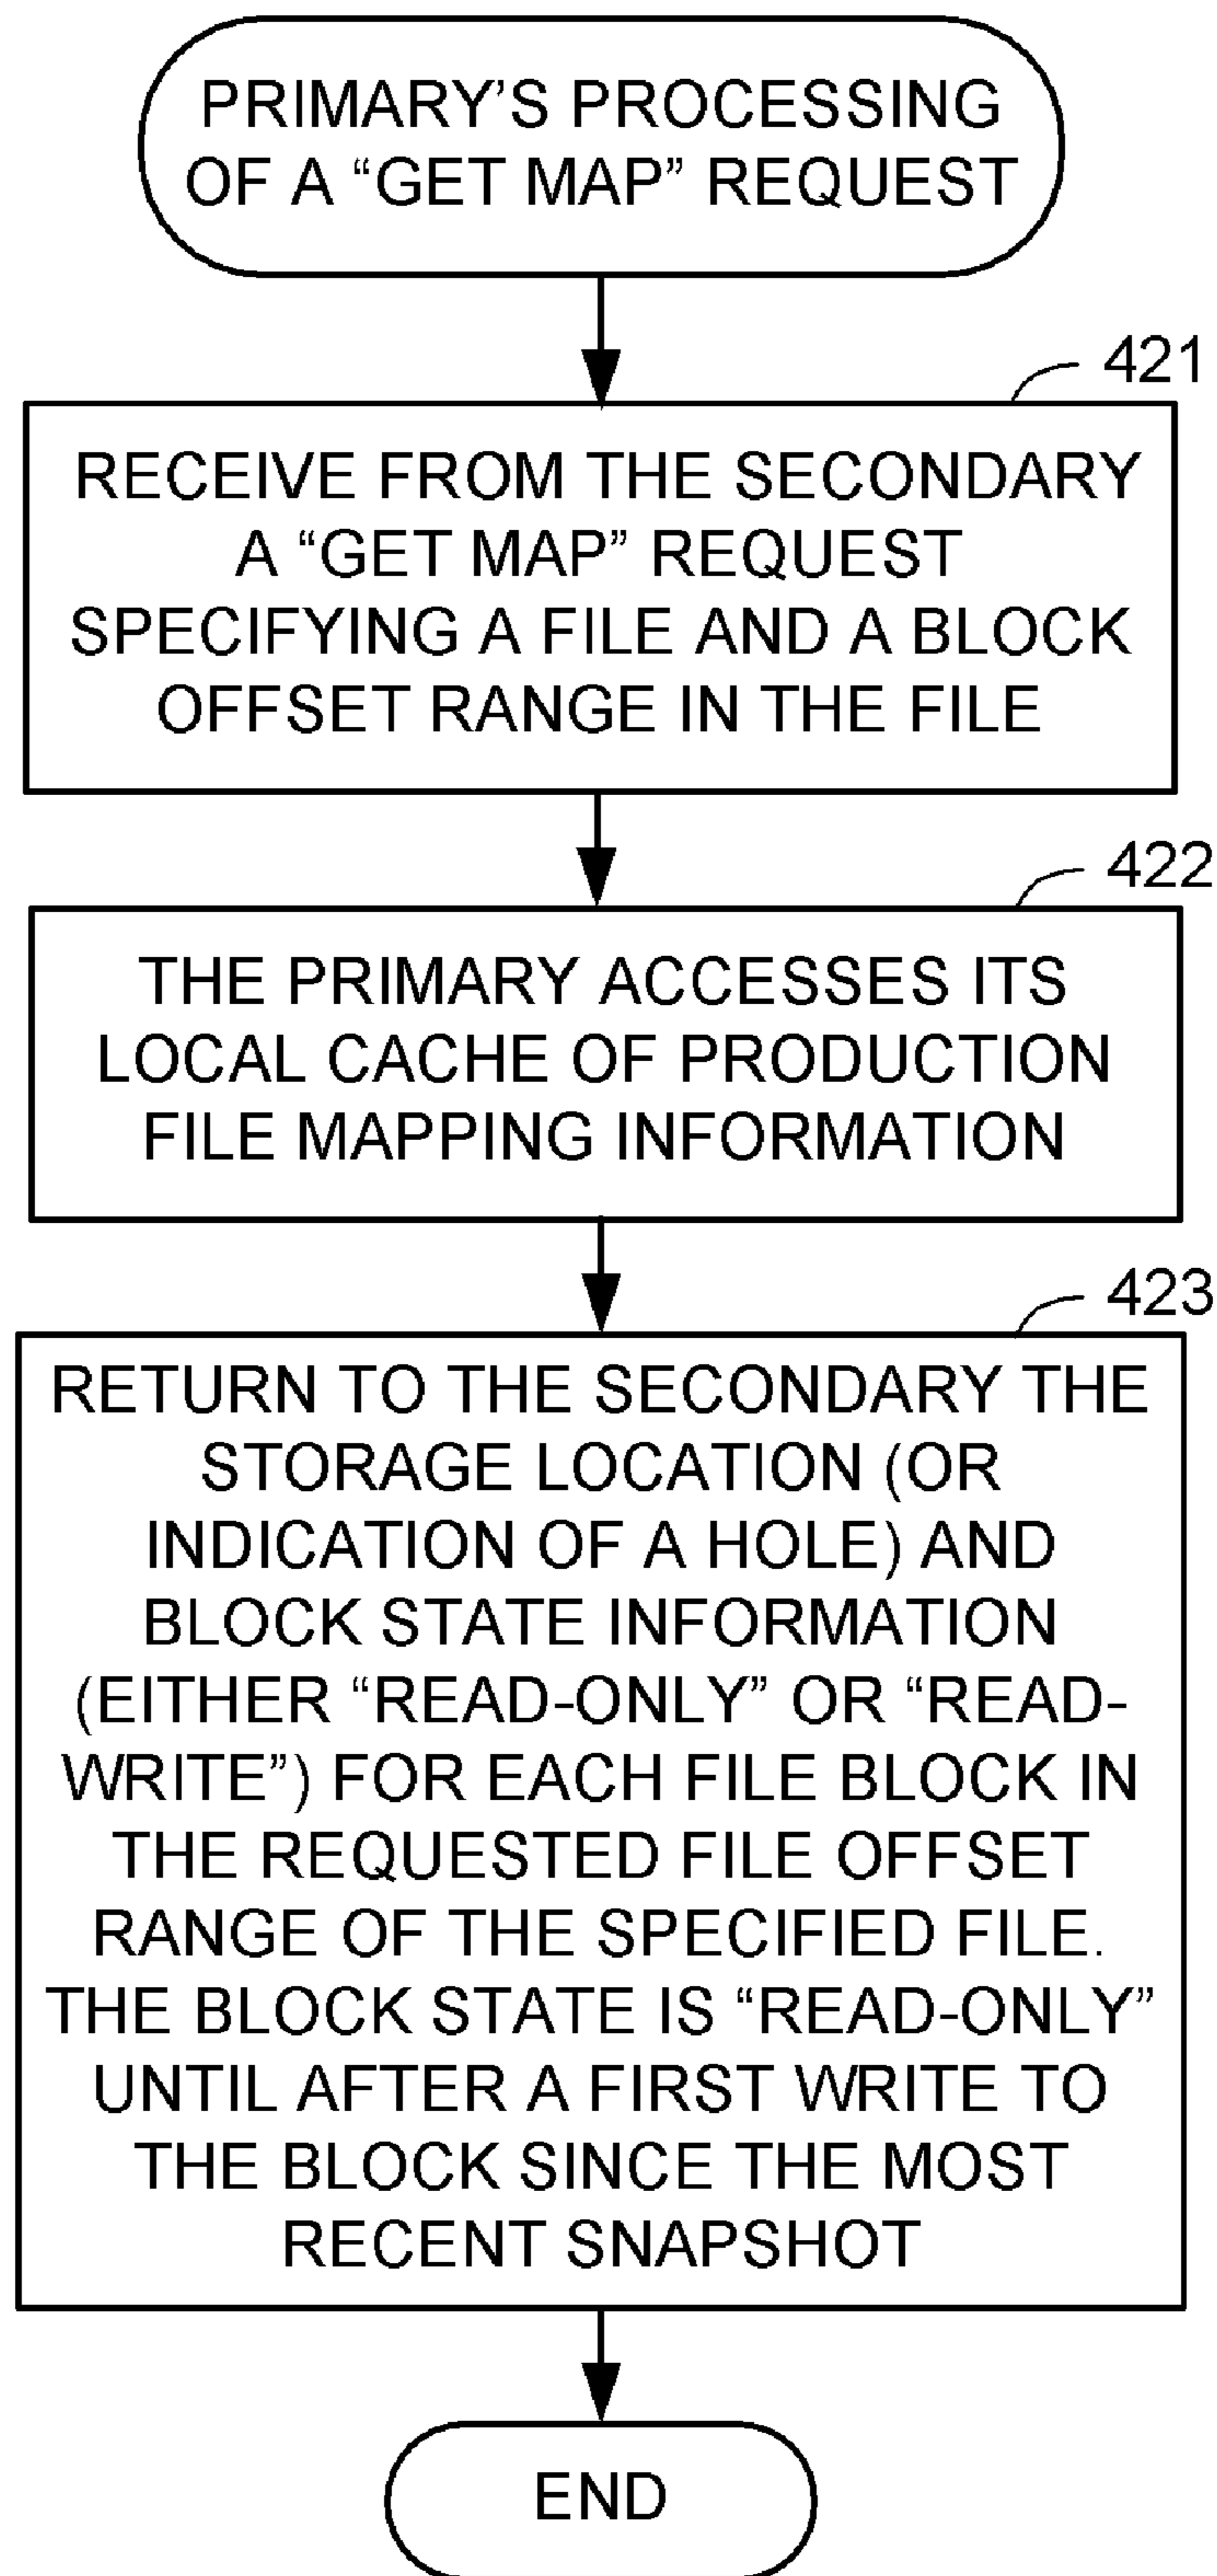 PRIMARY’S PROCESSING
OF A “GET MAP” REQUEST
421
RECEIVE FROM THE SECONDARY
A “GET MAP” REQUEST
SPECIFYING A FILE AND A BLOCK
OFFSET RANGE IN THE FILE
422
THE PRIMARY ACCESSES ITS
LOCAL CACHE OF PRODUCTION
FILE MAPPING INFORMATION
423
RETURN TO THE SECONDARY THE
STORAGE LOCATION (OR
INDICATION OF A HOLE) AND
BLOCK STATE INFORMATION
(EITHER “READ-ONLY” OR “READ-
WRITE”) FOR EACH FILE BLOCK IN
THE REQUESTED FILE OFFSET
RANGE OF THE SPECIFIED FILE.
THE BLOCK STATE IS “READ-ONLY”
UNTIL AFTER A FIRST WRITE TO
THE BLOCK SINCE THE MOST
RECENT SNAPSHOT
END